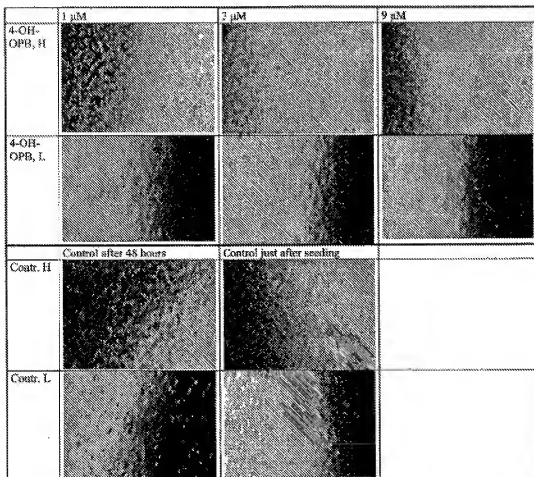 1 µM
3 µM
9 µM
4-OH-
OPB, H
4-OH-
OPB, L
Control after 48 hours
Control just after seeding
Contr. H
Contr. L